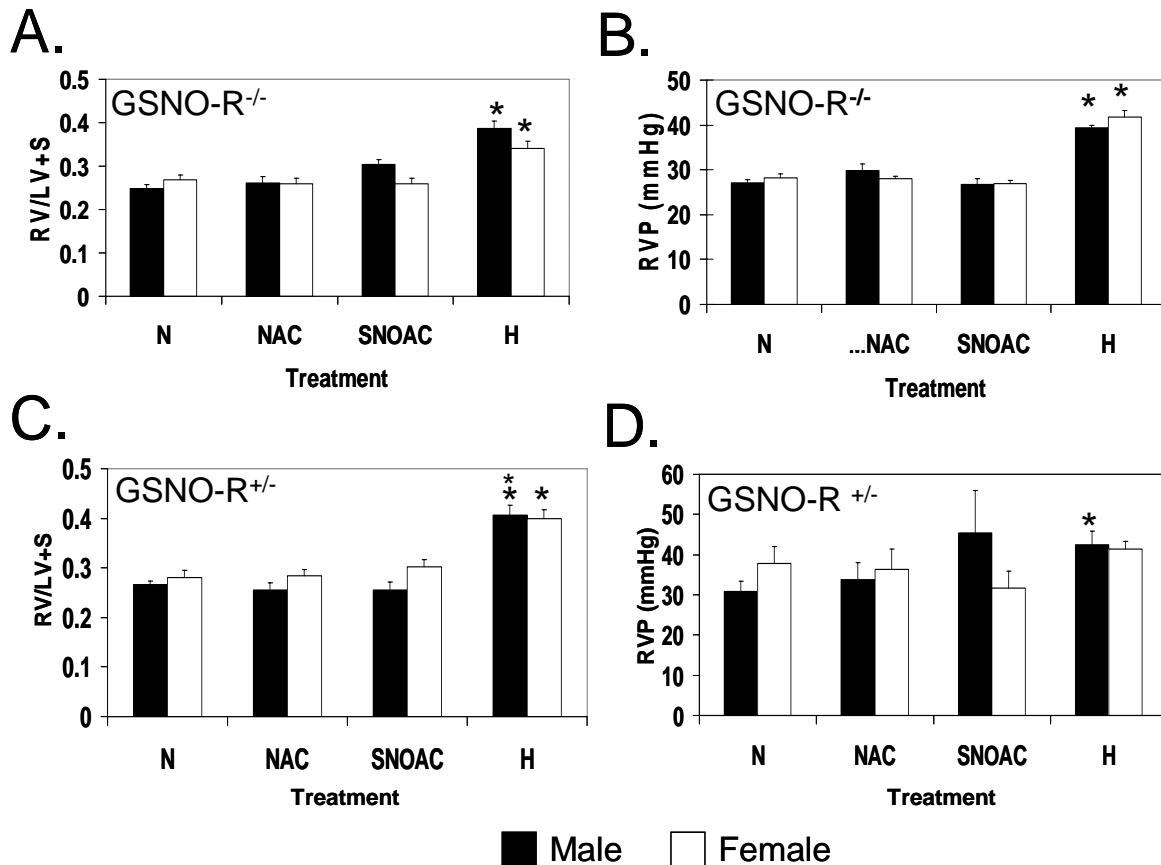 A.
RV/LV+S
0.5
0.4
0.3
0.2
0.1
0
GSNO-R-/-
*
*
N NAC SNOAC H
Treatment
B.
RVP (mmHg)
50
40
30
20
10
0
GSNO-R-/-
*
*
N ...NAC SNOAC H
Treatment
C.
RV/LV+S
0.5
0.4
0.3
0.2
0.1
0
GSNO-R+/-
*
* *
N NAC SNOAC H
Treatment
D.
RVP (mmHg)
60
50
40
30
20
10
0
GSNO-R +/-
*
N NAC SNOAC H
Treatment
Male Female